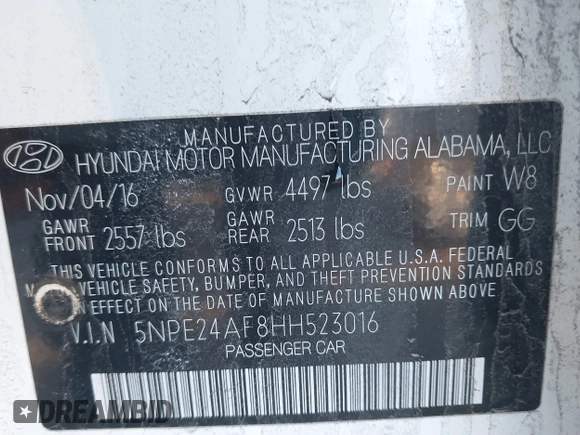 MANUFACTURED BY
HYUNDAI MOTOR MANUFACTURING ALABAMA, LLC
Nov/04/16 GVWR 4497 lbs PAINT W8
GAWR FRONT 2557 lbs GAWR REAR 2513 lbs TRIM GG
THIS VEHICLE CONFORMS TO ALL APPLICABLE U.S.A. FEDERAL
M VEHICLE SAFETY, BUMPER, AND THEFT PREVENTION STANDARDS
IN EFFECT ON THE DATE OF MANUFACTURE SHOWN ABOVE.
V.I.N 5NPE24AF8HH523016
PASSENGER CAR
DREAMBID